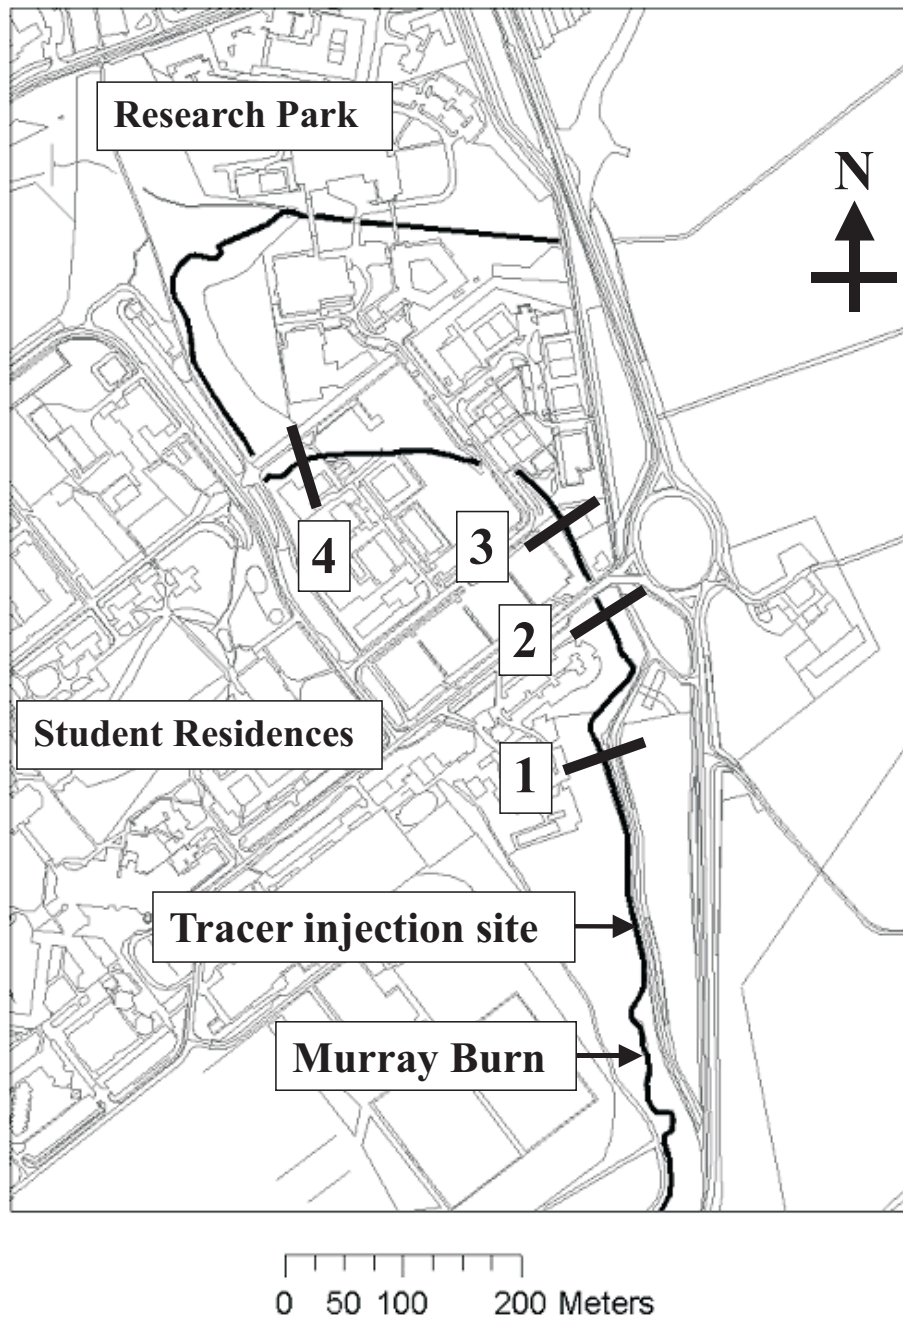 Research Park
N
4
3
2
Student Residences
1
Tracer injection site
Murray Burn
0 50 100 200 Meters